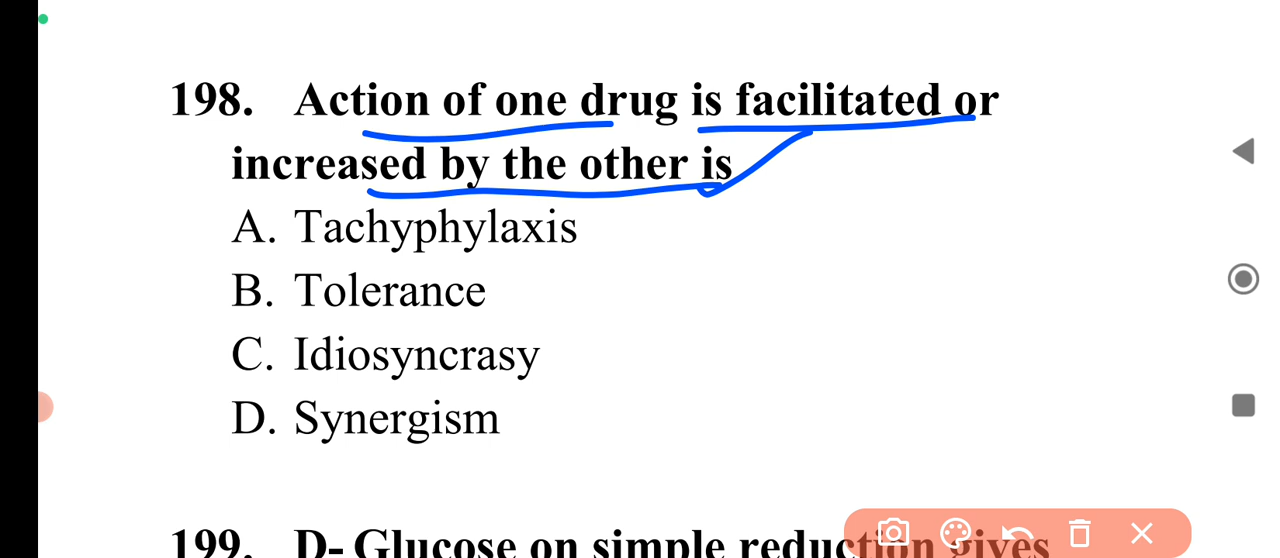 198. Action of one drug is facilitated or
increased by the other is
A. Tachyphylaxis
B. Tolerance
C. Idiosyncrasy
D. Synergism
199. D- Glucose on simple reduction gives